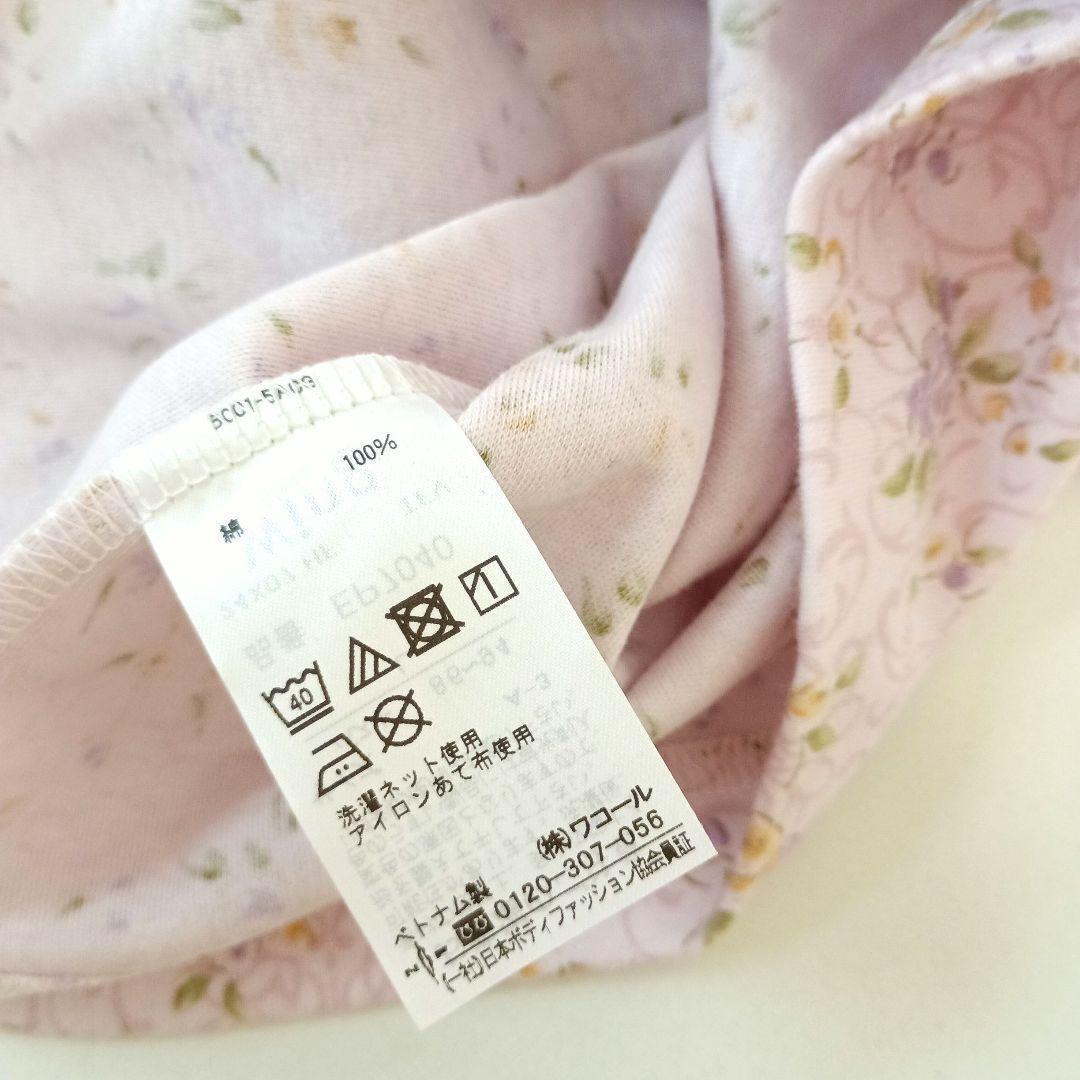 綿 100%
40
洗濯ネット使用
アイロンあて布使用
(株)ワコール
ベトナム製
0120-307-056
(一社)日本ボディファッション協会員証